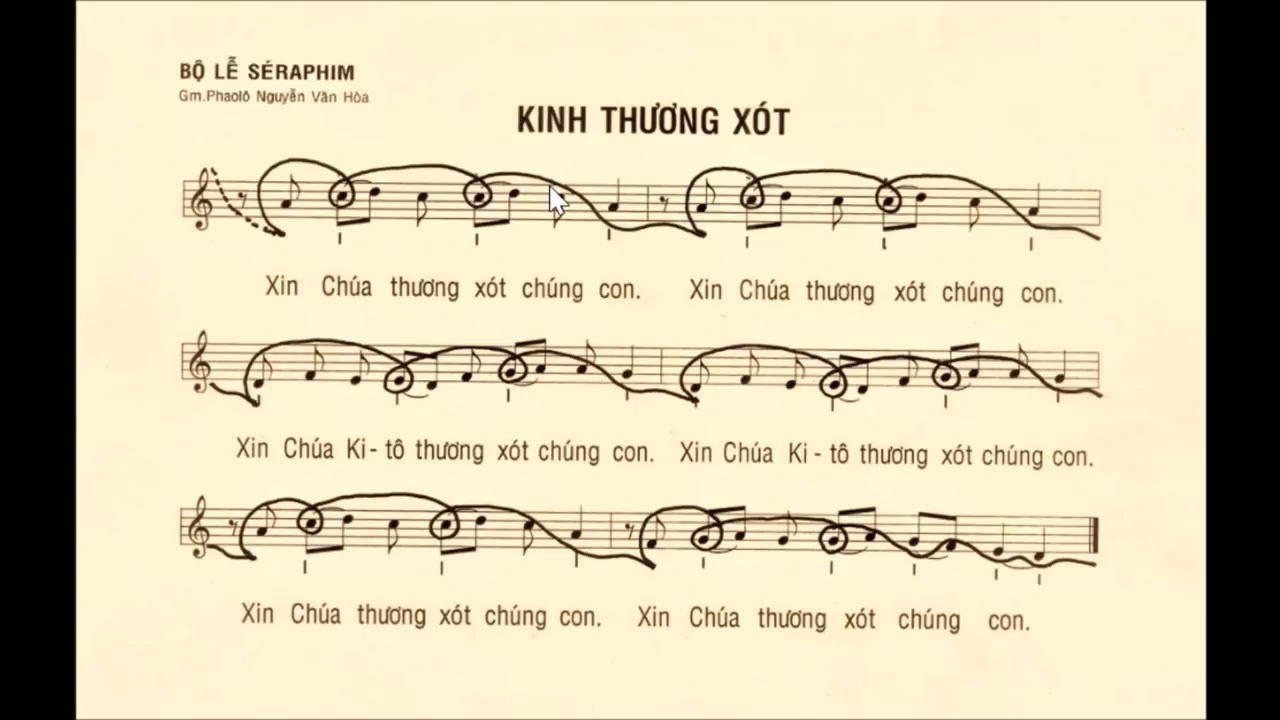 BỘ LỄ SÉRAPHIM
Gm.Phaolô Nguyễn Văn Hòa
KINH THƯƠNG XÓT
Xin Chúa thương xót chúng con. Xin Chúa thương xót chúng con.
Xin Chúa Ki - tô thương xót chúng con. Xin Chúa Ki - tô thương xót chúng con.
Xin Chúa thương xót chúng con. Xin Chúa thương xót chúng con.